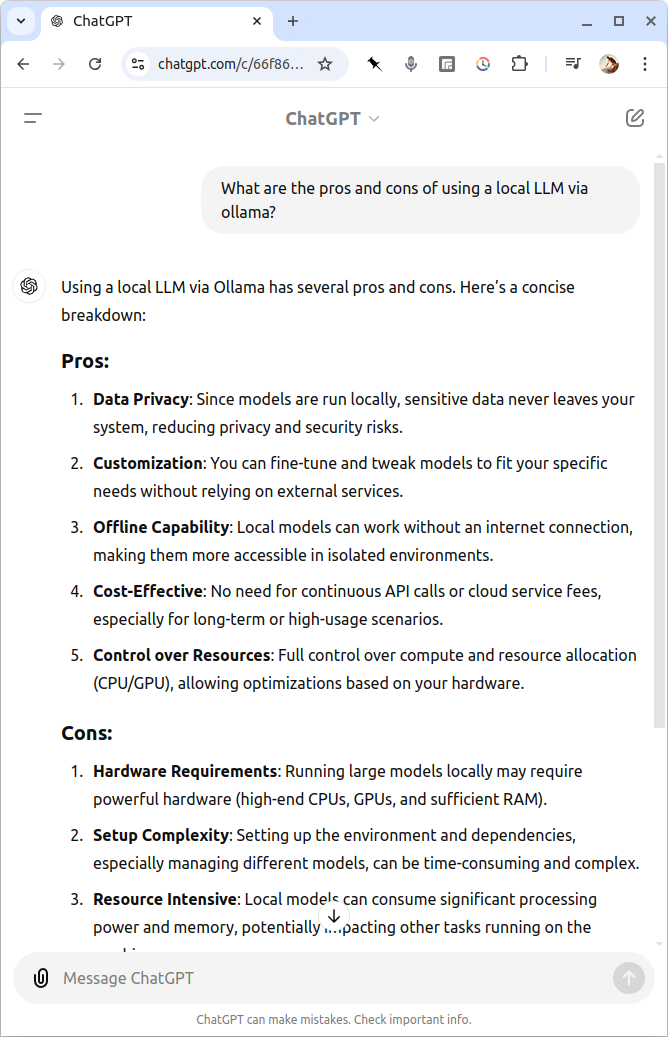 ChatGPT
chatgpt.com/c/66f86...
ChatGPT
What are the pros and cons of using a local LLM via
ollama?
Using a local LLM via Ollama has several pros and cons. Here’s a concise
breakdown:
Pros:
1. Data Privacy: Since models are run locally, sensitive data never leaves your
system, reducing privacy and security risks.
2. Customization: You can fine-tune and tweak models to fit your specific
needs without relying on external services.
3. Offline Capability: Local models can work without an internet connection,
making them more accessible in isolated environments.
4. Cost-Effective: No need for continuous API calls or cloud service fees,
especially for long-term or high-usage scenarios.
5. Control over Resources: Full control over compute and resource allocation
(CPU/GPU), allowing optimizations based on your hardware.
Cons:
1. Hardware Requirements: Running large models locally may require
powerful hardware (high-end CPUs, GPUs, and sufficient RAM).
2. Setup Complexity: Setting up the environment and dependencies,
especially managing different models, can be time-consuming and complex.
3. Resource Intensive: Local models can consume significant processing
power and memory, potentially impacting other tasks running on the
Message ChatGPT
ChatGPT can make mistakes. Check important info.